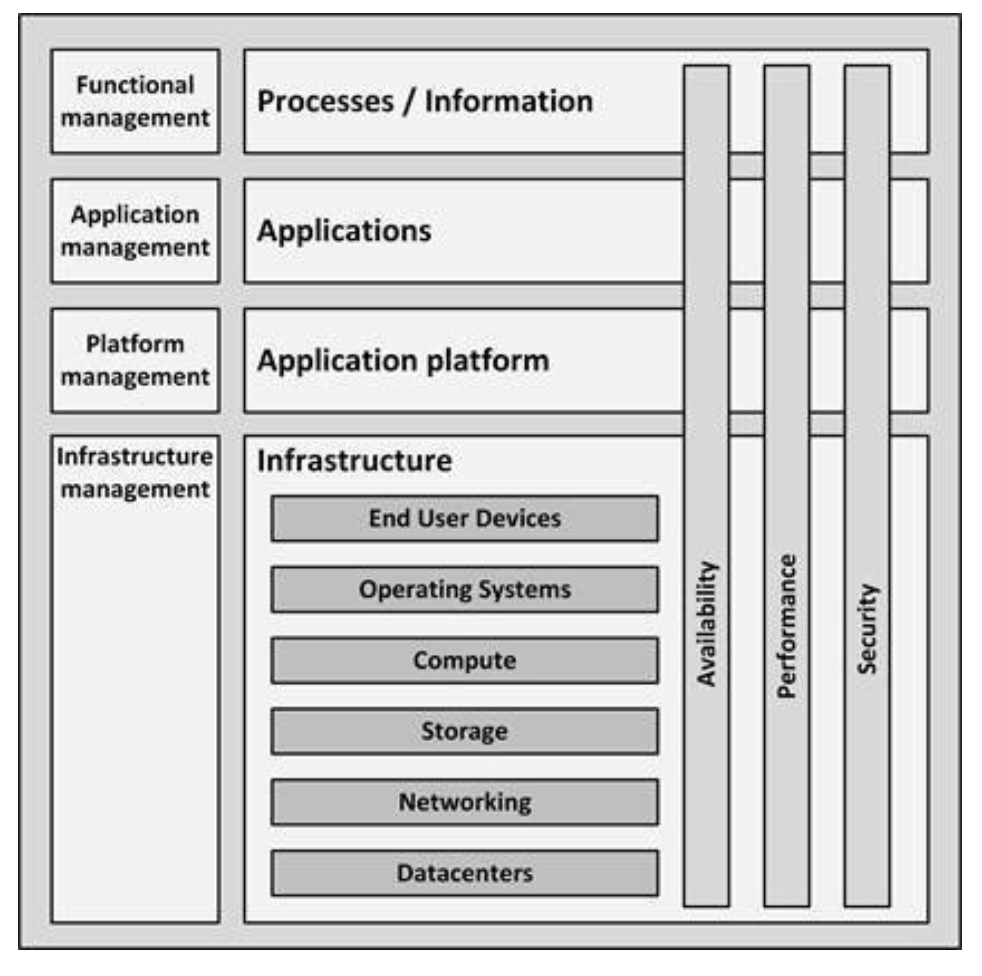 Functional
management
Processes / Information
Application
management
Applications
Platform
management
Application platform
Infrastructure
management
Infrastructure
End User Devices
Operating Systems
Compute
Storage
Networking
Datacenters
Availability
Performance
Security